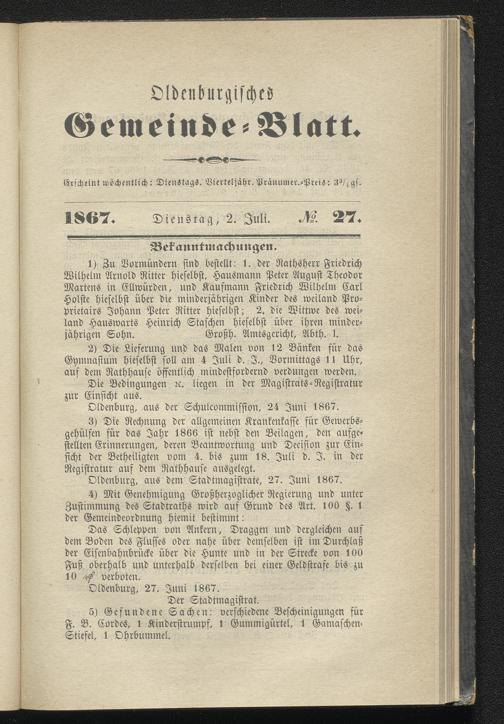 Oldenburgisches
Gemeinde-Blatt.
Erscheint wöchentlich: Dienstags. Vierteljähr. Pränumer.-Preis: 3¾ gf.
1867. Dienstag, 2. Juli. № 27.
Bekanntmachungen.
1) Zu Vormündern sind bestellt: 1. der Rathsherr Friedrich
Wilhelm Arnold Ritter hieselbst, Hausmann Peter August Theodor
Martens in Ellwürden, und Kaufmann Friedrich Wilhelm Carl
Holste hieselbst über die minderjährigen Kinder des weiland Pro-
prietairs Johann Peter Ritter hieselbst; 2. die Wittwe des wei-
land Hauswarts Heinrich Staschen hieselbst über ihren minder-
jährigen Sohn. Großh. Amtsgericht, Abth. I.
2) Die Lieferung und das Malen von 12 Bänken für das
Gymnasium hieselbst soll am 4 Juli d. J., Vormittags 11 Uhr,
auf dem Rathhause öffentlich mindestfordernd verdungen werden.
Die Bedingungen ꝛc. liegen in der Magistrats-Registratur
zur Einsicht aus.
Oldenburg, aus der Schulcommission, 24 Juni 1867.
3) Die Rechnung der allgemeinen Krankenkasse für Gewerbs-
gehülfen für das Jahr 1866 ist nebst den Beilagen, den aufge-
stellten Erinnerungen, deren Beantwortung und Decision zur Ein-
sicht der Betheiligten vom 4. bis zum 18. Juli d. J. in der
Registratur auf dem Rathhause ausgelegt.
Oldenburg, aus dem Stadtmagistrate, 27. Juni 1867.
4) Mit Genehmigung Großherzoglicher Regierung und unter
Zustimmung des Stadtraths wird auf Grund des Art. 100 §. 1
der Gemeindeordnung hiemit bestimmt:
Das Schleppen von Ankern, Draggen und dergleichen auf
dem Boden des Flusses oder nahe über demselben ist im Durchlaß
der Eisenbahnbrücke über die Hunte und in der Strecke von 100
Fuß oberhalb und unterhalb derselben bei einer Geldstrafe bis zu
10 ₰ verboten.
Oldenburg, 27. Juni 1867.
Der Stadtmagistrat.
5) Gefundene Sachen: verschiedene Bescheinigungen für
F. B. Cordes, 1 Kinderstrumpf, 1 Gummigürtel, 1 Gamaschen-
Stiefel, 1 Ohrbummel.